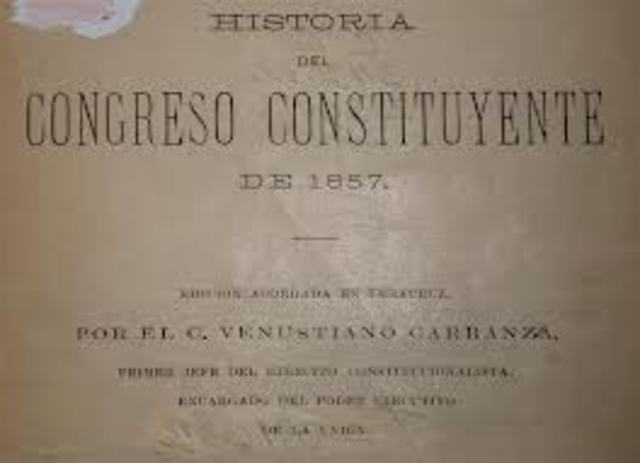 HISTORIA
DEL
CONGRESO CONSTITUYENTE
DE 1857.
EDICION ACORDADA EN VERACRUZ,
POR EL C. VENUSTIANO CARRANZA,
PRIMER JEFE DEL EJERCITO CONSTITUCIONALISTA,
ENCARGADO DEL PODER EJECUTIVO
DE LA UNION